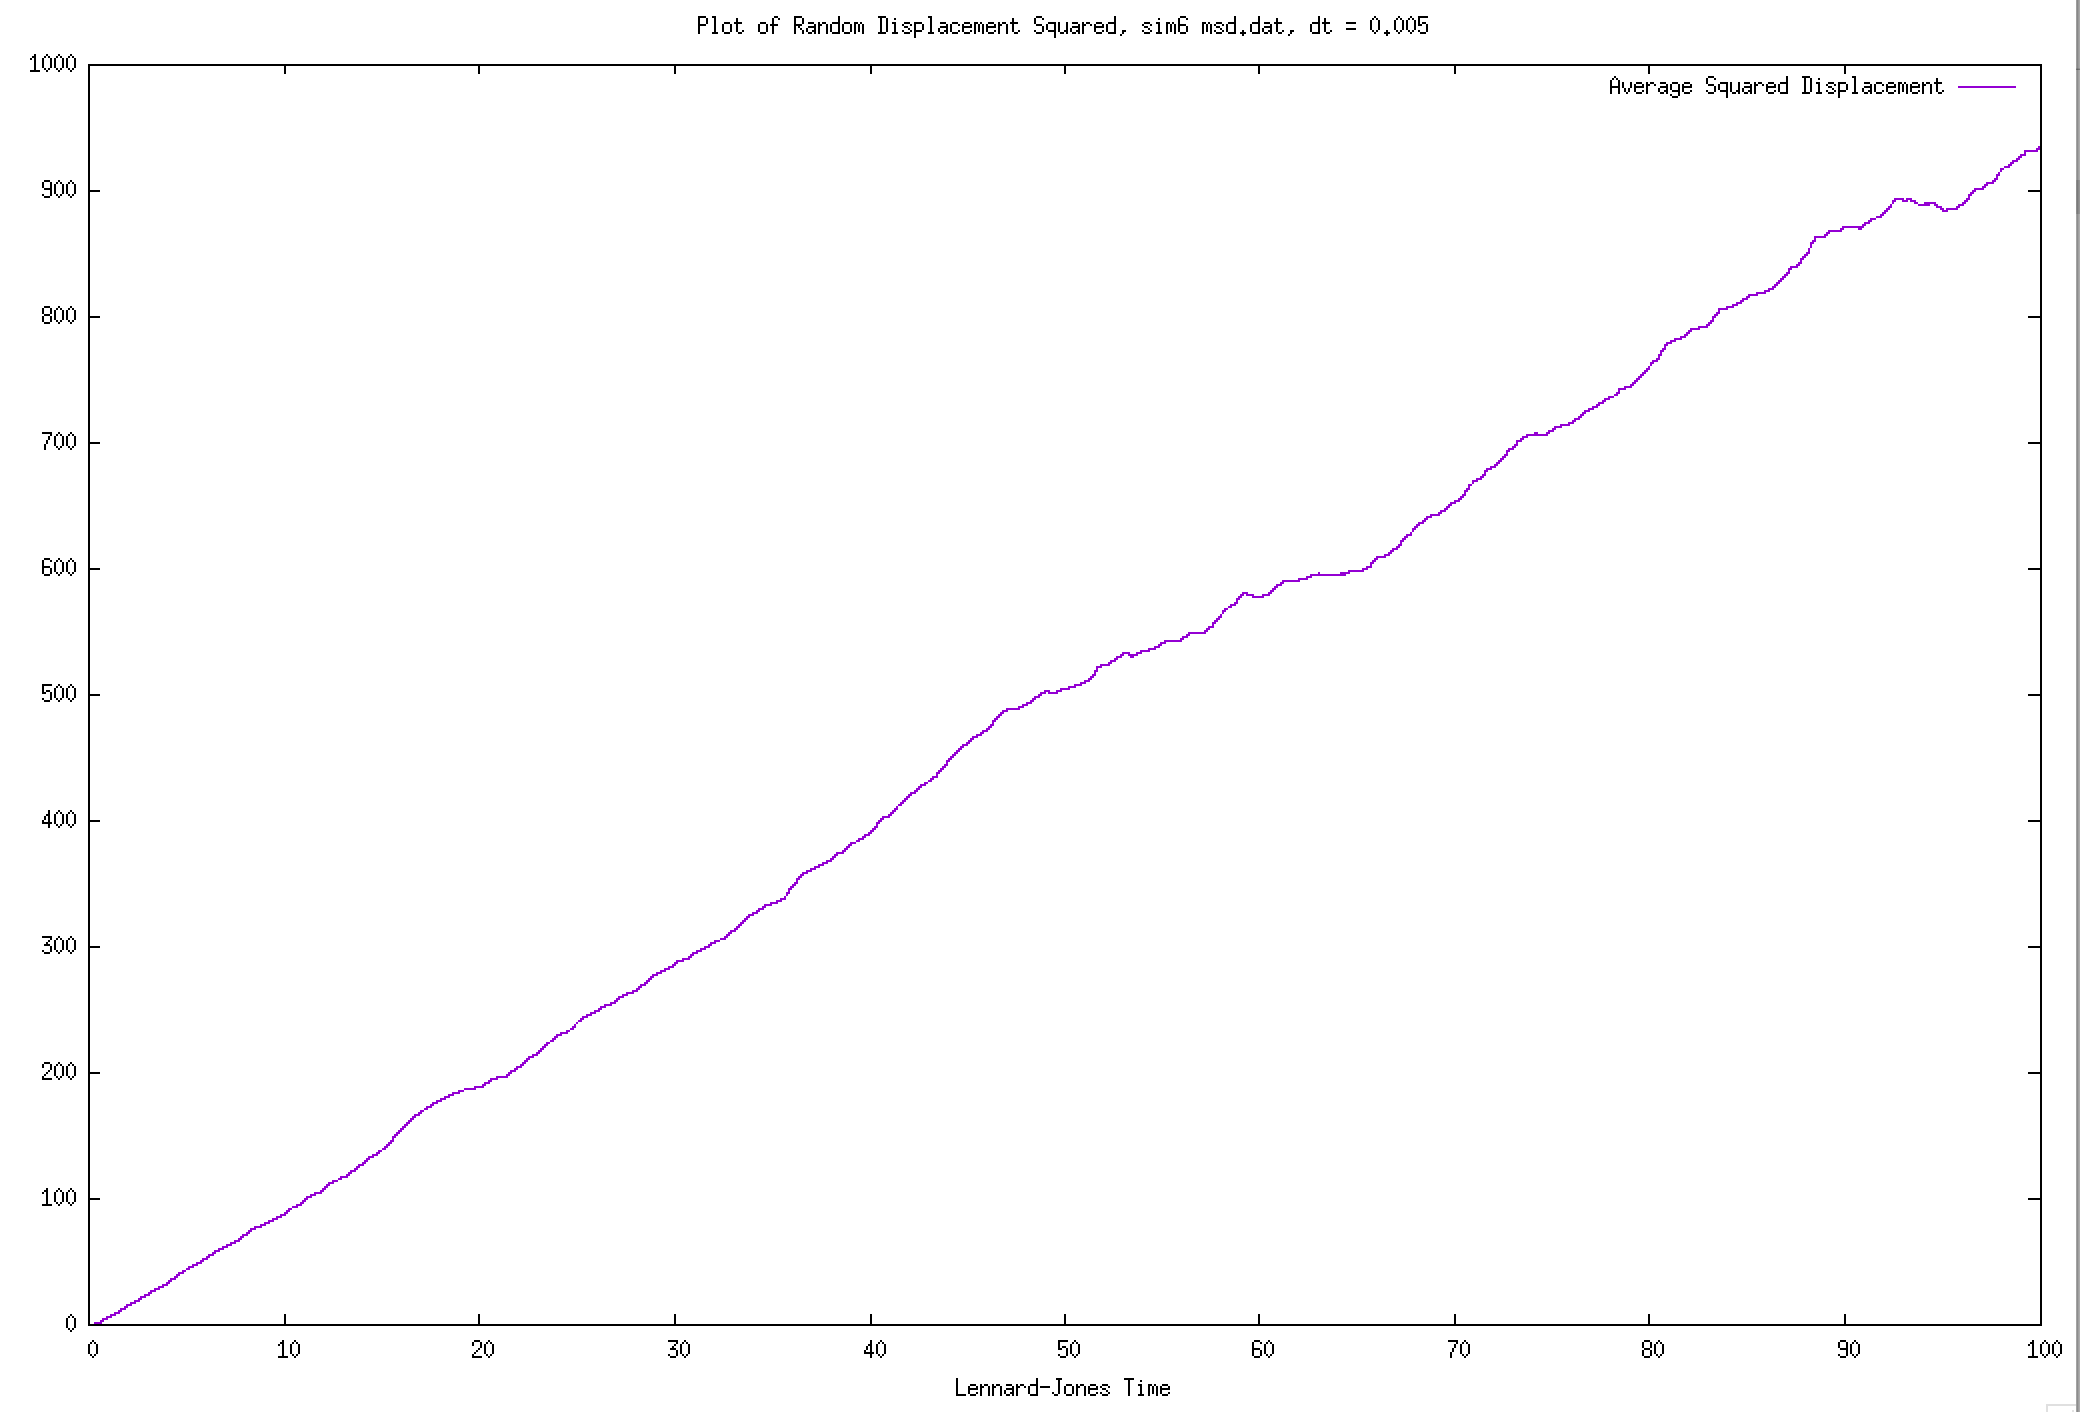 Plot of Random Displacement Squared, sim6 msd.dat, dt = 0.005
Average Squared Displacement
1000
900
800
700
600
500
400
300
200
100
0
0 10 20 30 40 50 60 70 80 90 100
Lennard-Jones Time